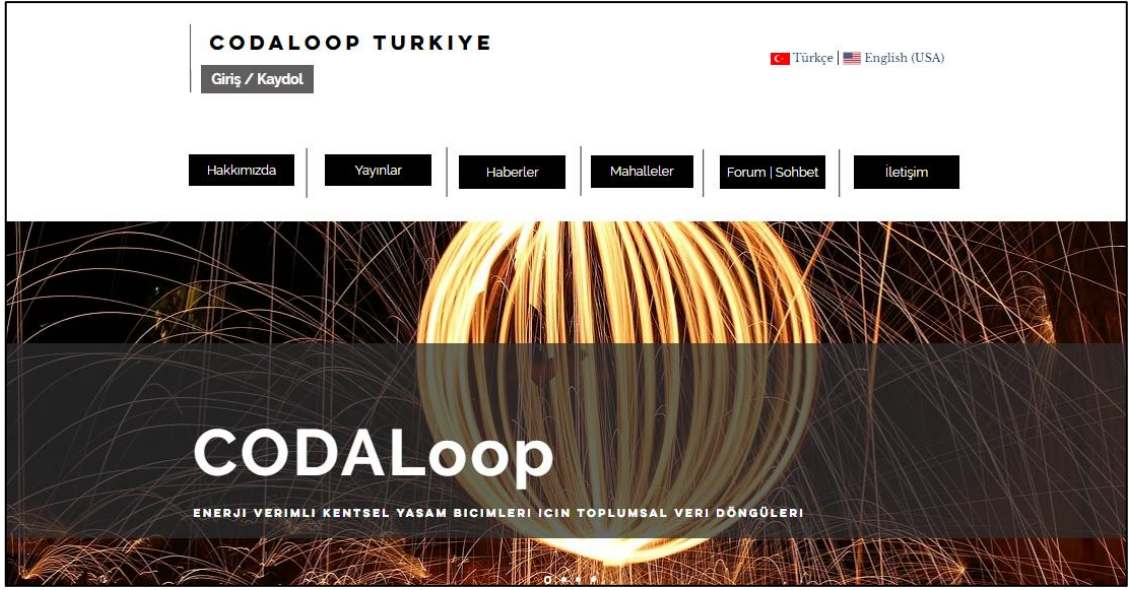 CODALOOP TURKIYE
Türkçe | English (USA)
Giriş / Kaydol
Hakkımızda
Yayınlar
Haberler
Mahalleler
Forum | Sohbet
İletişim
CODALoop
ENERJI VERIMLI KENTSEL YASAM BICIMLERI ICIN TOPLUMSAL VERI DÖNGÜLERI